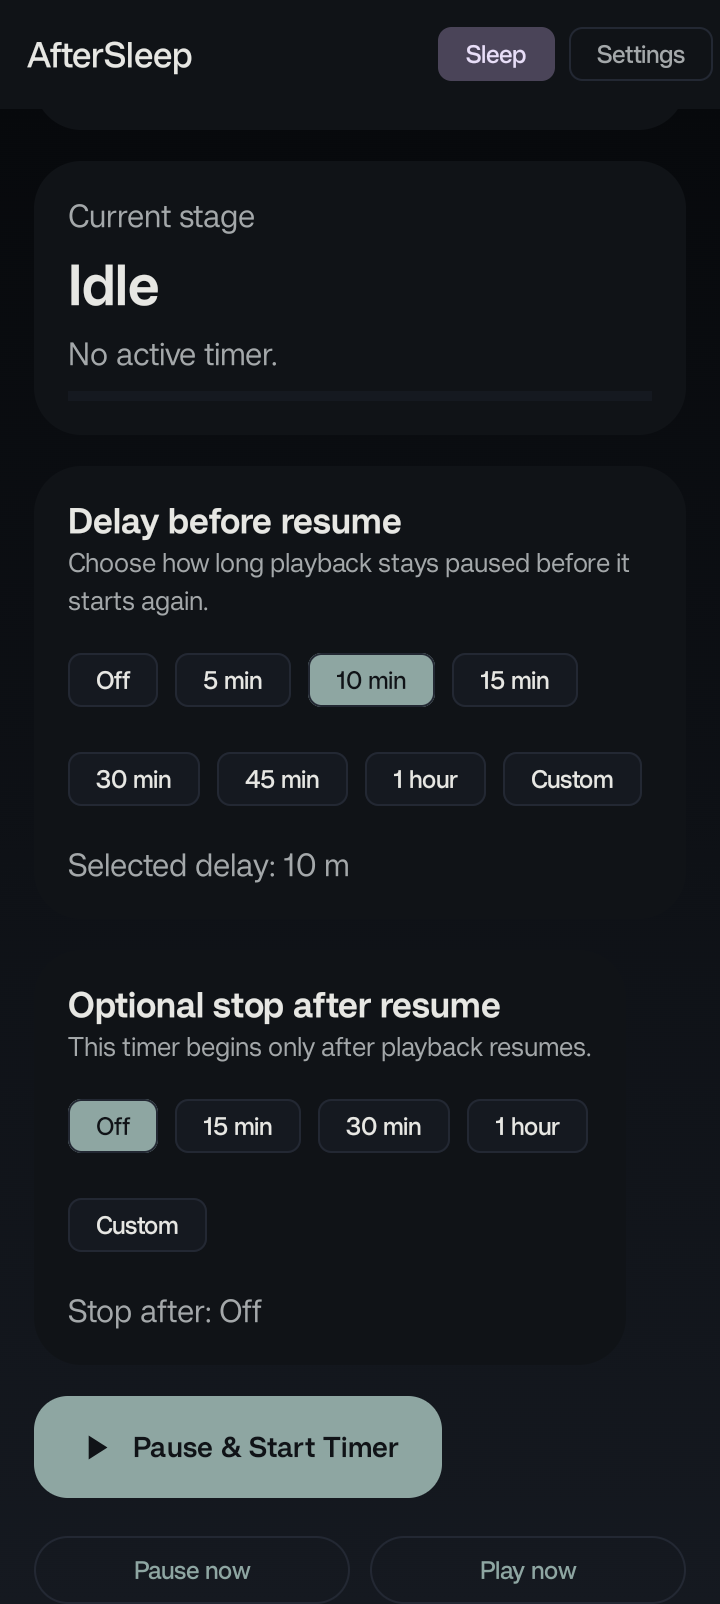 AfterSleep
Sleep
Settings
Current stage
Idle
No active timer.
Delay before resume
Choose how long playback stays paused before it
starts again.
Off
5 min
10 min
15 min
30 min
45 min
1 hour
Custom
Selected delay: 10 m
Optional stop after resume
This timer begins only after playback resumes.
Off
15 min
30 min
1 hour
Custom
Stop after: Off
Pause & Start Timer
Pause now
Play now